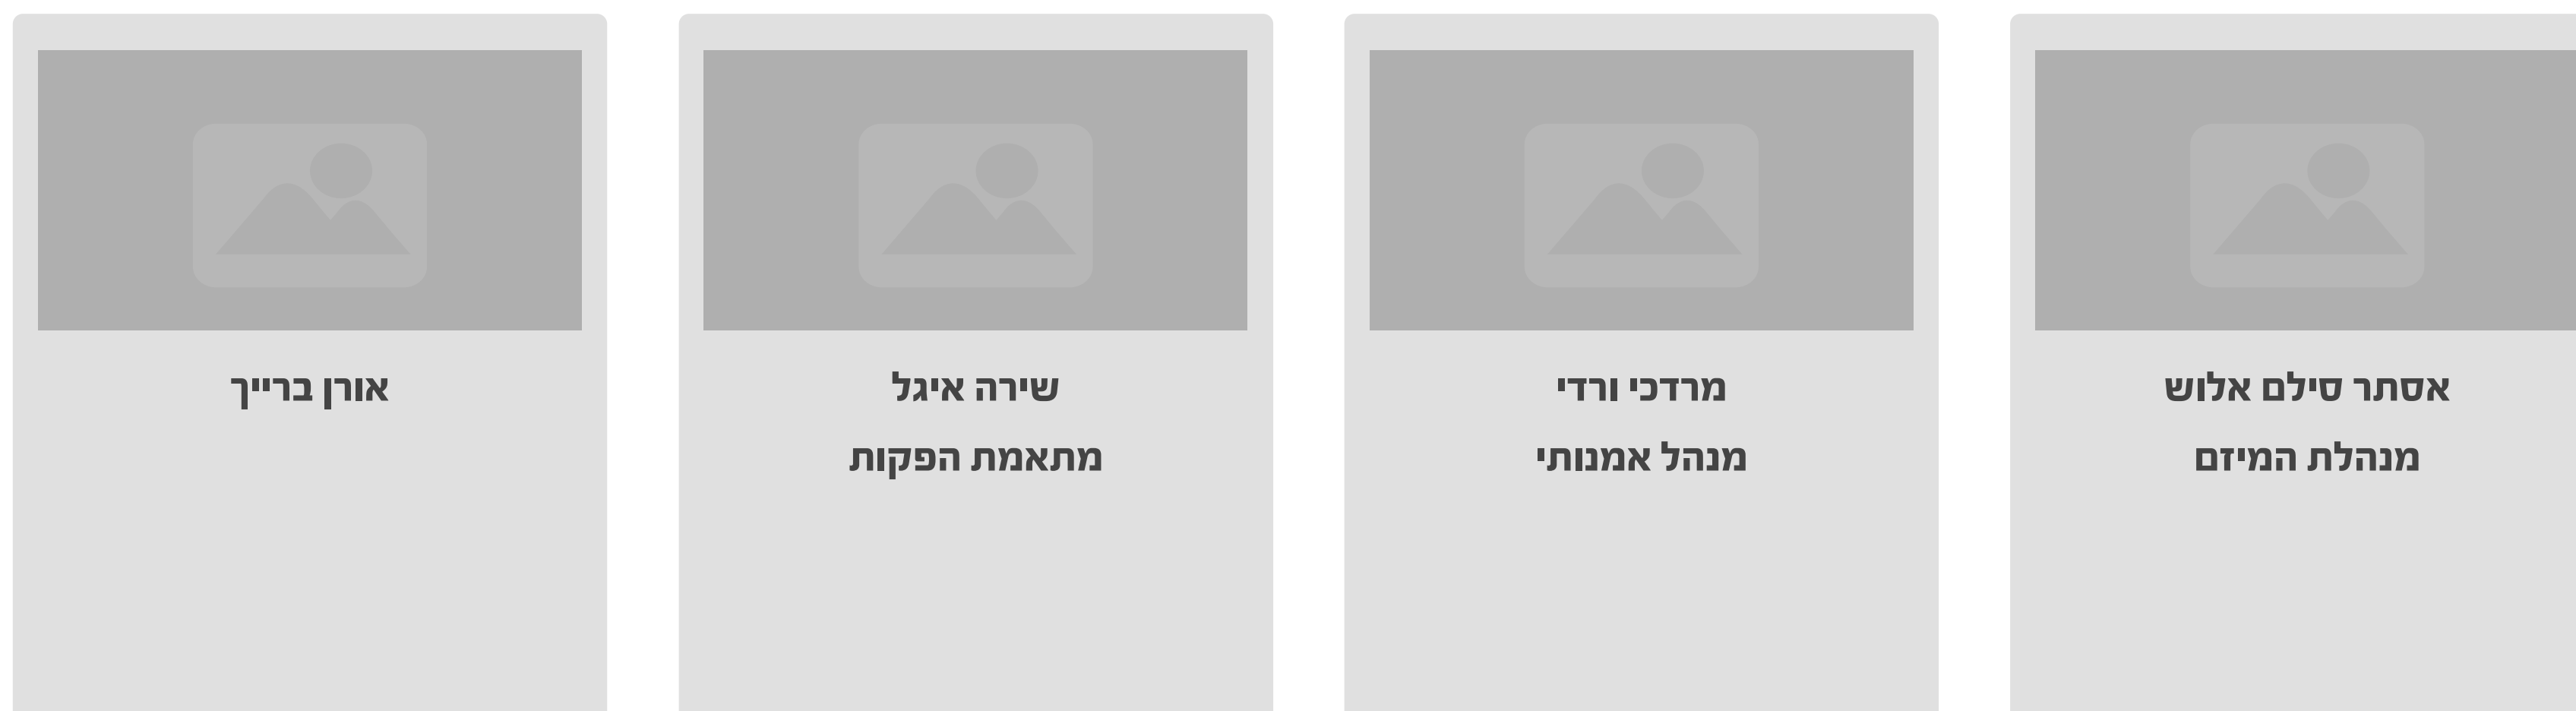 אסתר סילם אלוש
מנהלת המיזם
מרדכי ורדי
מנהל אמנותי
שירה איגל
מתאמת הפקות
אורן ברייך